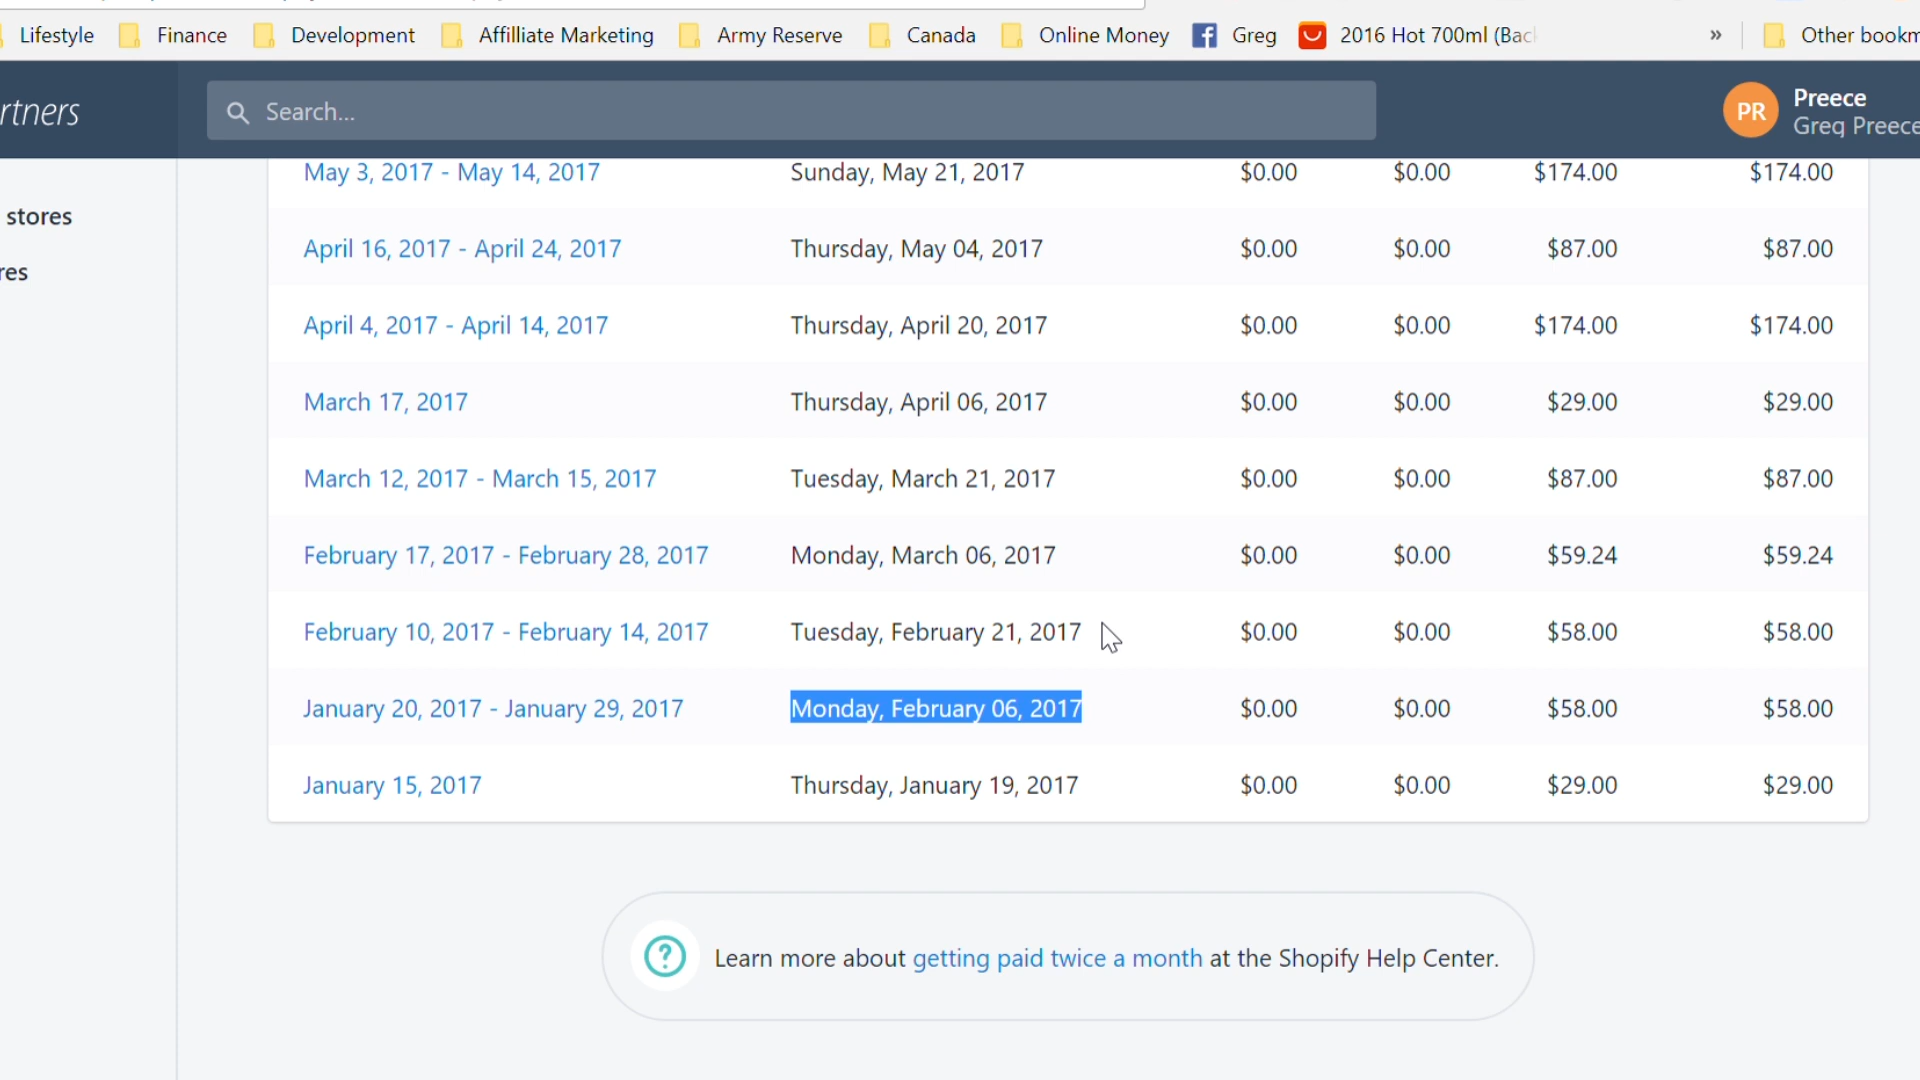 Lifestyle Finance Development Affilliate Marketing Army Reserve Canada Online Money Greg 2016 Hot 700ml (Back » Other bookm
rtners Search... PR Preece
Greg Preece
May 3, 2017 - May 14, 2017 Sunday, May 21, 2017 $0.00 $0.00 $174.00 $174.00
stores
April 16, 2017 - April 24, 2017 Thursday, May 04, 2017 $0.00 $0.00 $87.00 $87.00
res
April 4, 2017 - April 14, 2017 Thursday, April 20, 2017 $0.00 $0.00 $174.00 $174.00
March 17, 2017 Thursday, April 06, 2017 $0.00 $0.00 $29.00 $29.00
March 12, 2017 - March 15, 2017 Tuesday, March 21, 2017 $0.00 $0.00 $87.00 $87.00
February 17, 2017 - February 28, 2017 Monday, March 06, 2017 $0.00 $0.00 $59.24 $59.24
February 10, 2017 - February 14, 2017 Tuesday, February 21, 2017 $0.00 $0.00 $58.00 $58.00
January 20, 2017 - January 29, 2017 Monday, February 06, 2017 $0.00 $0.00 $58.00 $58.00
January 15, 2017 Thursday, January 19, 2017 $0.00 $0.00 $29.00 $29.00
Learn more about getting paid twice a month at the Shopify Help Center.